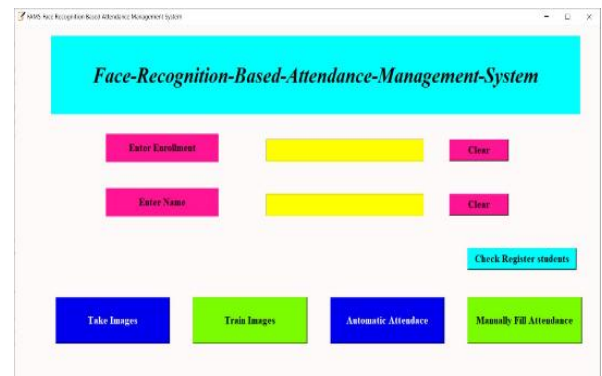 FAMS Face Recognition Based Attendance Management System
Face-Recognition-Based-Attendance-Management-System
Enter Enrollment
Clear
Enter Name
Clear
Check Register students
Take Images
Train Images
Automatic Attendace
Manually Fill Attendance